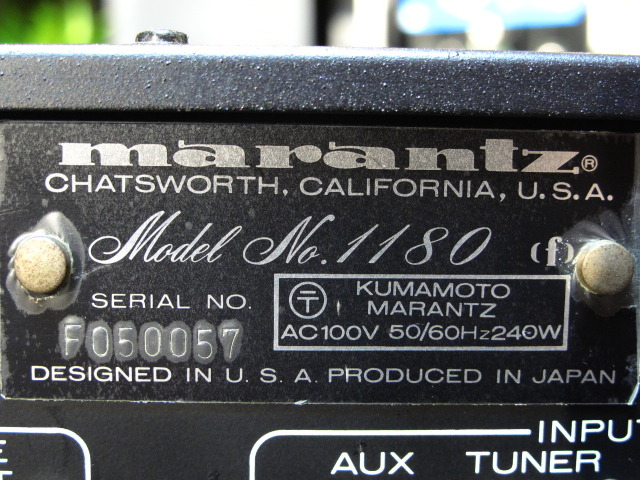 marantz®
CHATSWORTH, CALIFORNIA, U.S.A.
Model No. 1180 (f)
KUMAMOTO
MARANTZ
SERIAL NO.
AC100V 50/60Hz240W
F050057
DESIGNED IN U.S.A. PRODUCED IN JAPAN
INPU
AUX TUNER